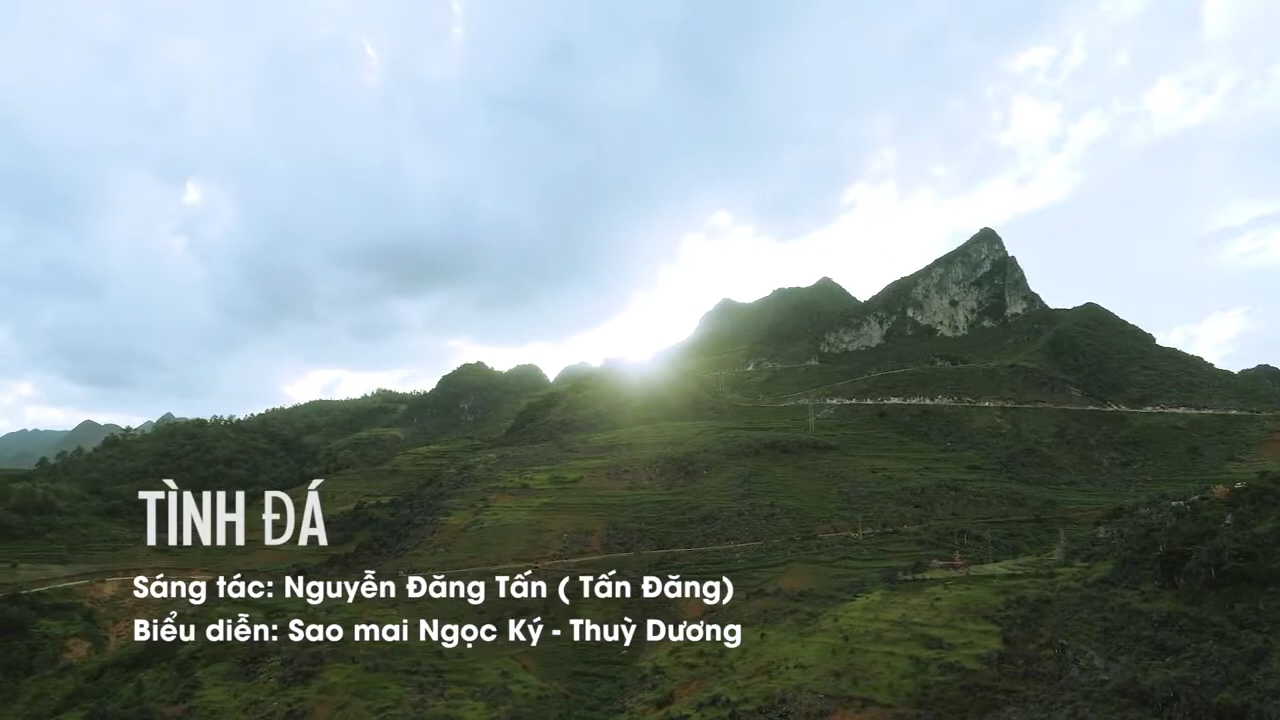 TÌNH ĐÁ
Sáng tác: Nguyễn Đăng Tấn ( Tấn Đăng)
Biểu diễn: Sao mai Ngọc Ký - Thuỳ Dương